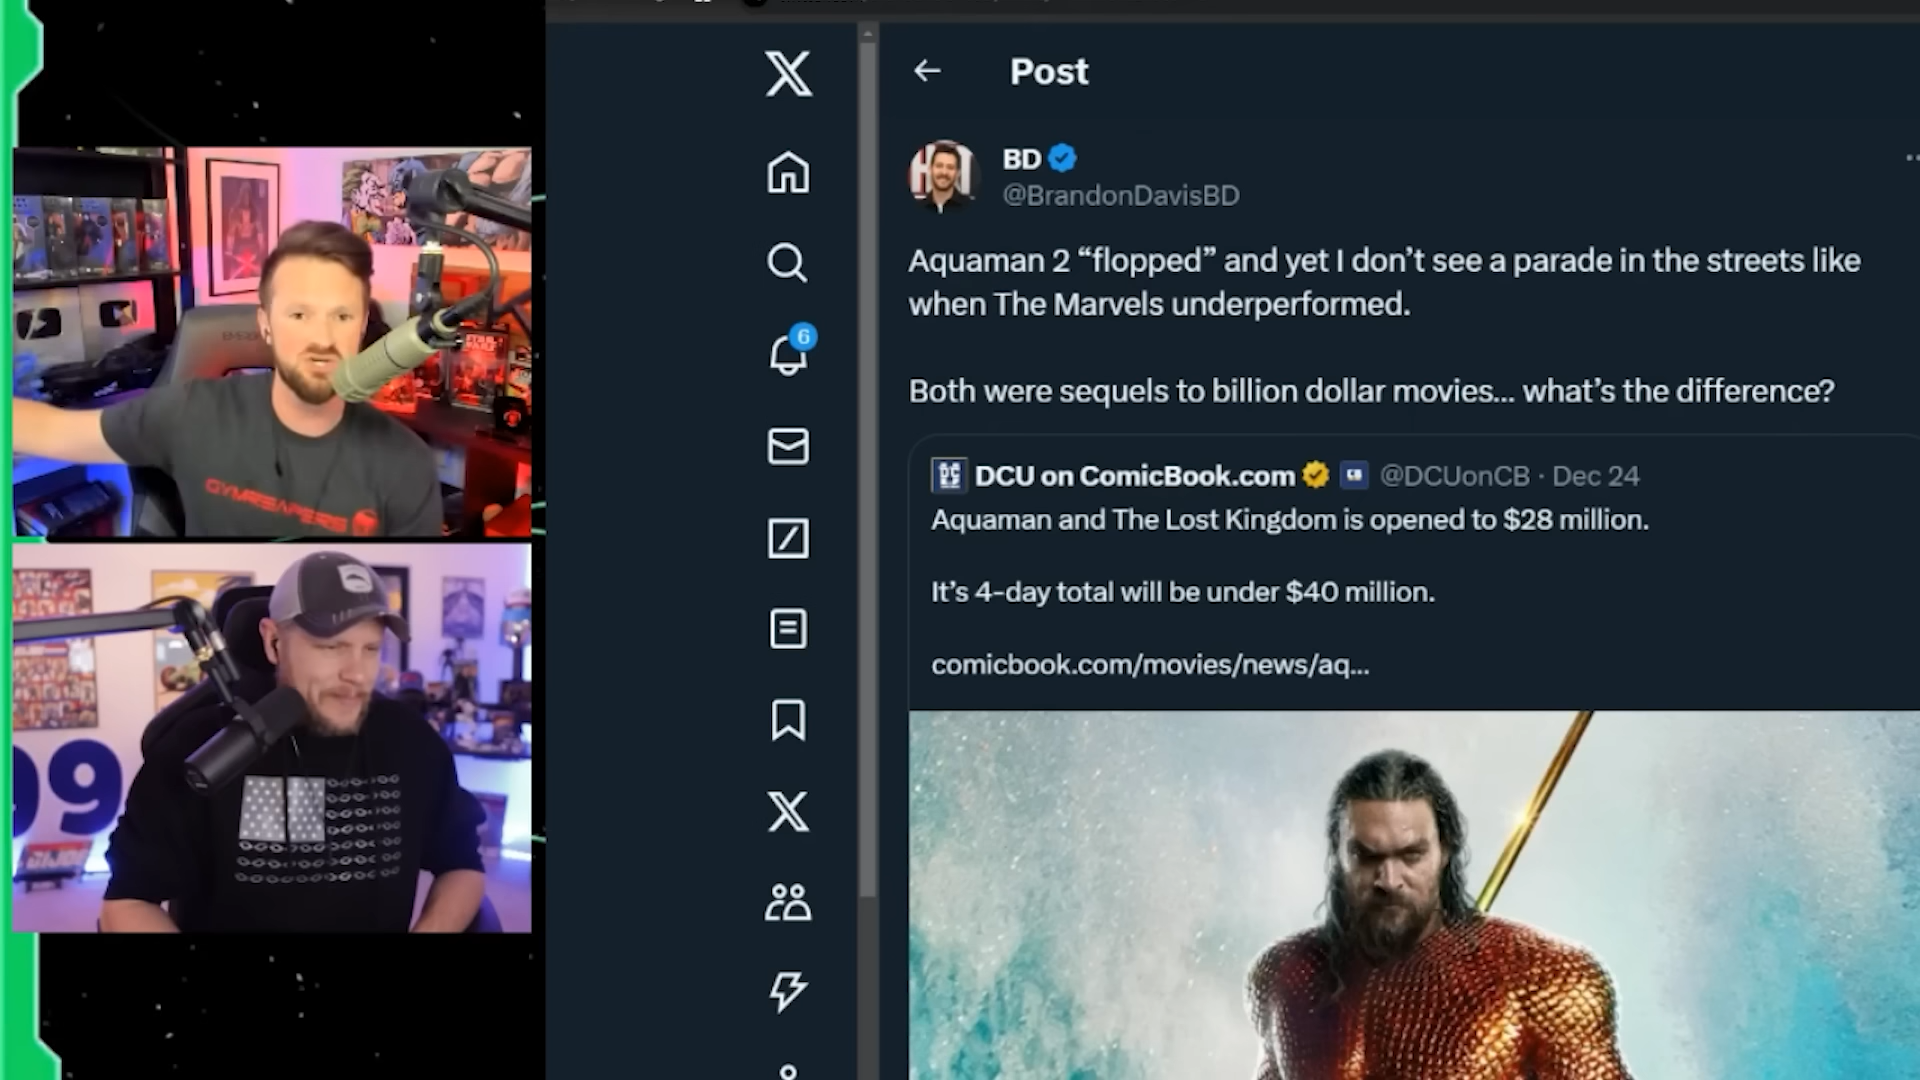 Post
BD
@BrandonDavisBD
Aquaman 2 “flopped” and yet I don’t see a parade in the streets like
when The Marvels underperformed.
Both were sequels to billion dollar movies... what’s the difference?
DCU on ComicBook.com @DCUonCB · Dec 24
Aquaman and The Lost Kingdom is opened to $28 million.
It’s 4-day total will be under $40 million.
comicbook.com/movies/news/aq...
6
GYMREAPERS
99